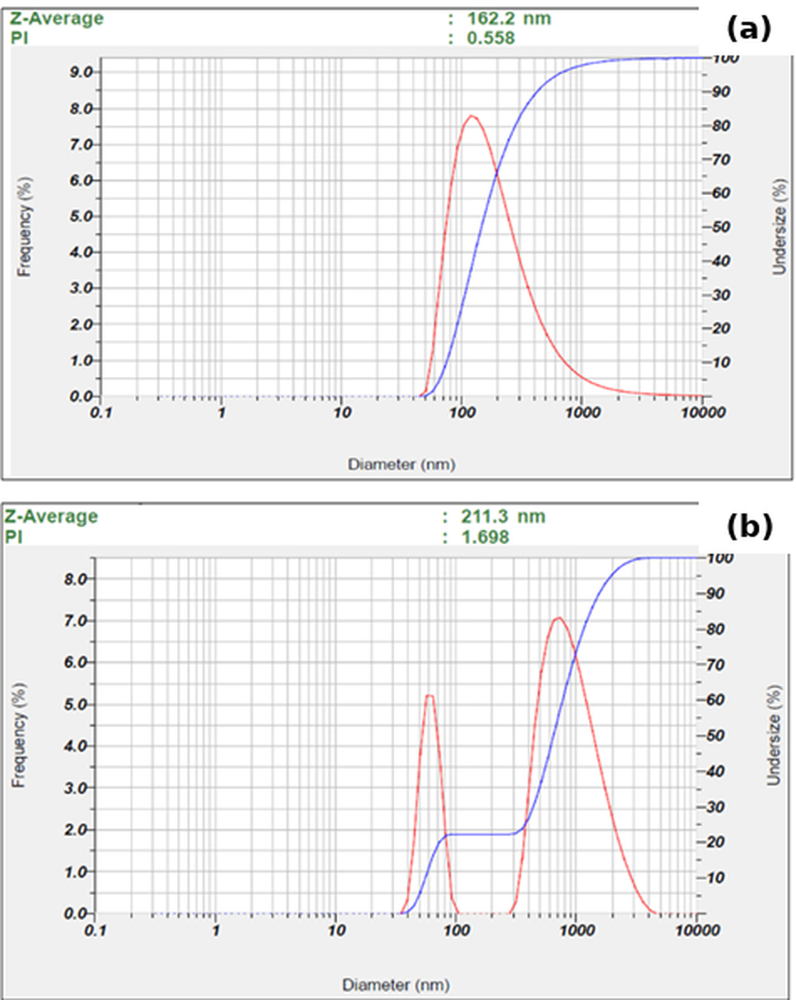 Z-Average : 162.2 nm
PI : 0.558
(a)
9.0
8.0
7.0
6.0
5.0
4.0
3.0
2.0
1.0
0.0
Frequency (%)
100
90
80
70
60
50
40
30
20
10
Undersize (%)
0.1 1 10 100 1000 10000
Diameter (nm)
Z-Average : 211.3 nm
PI : 1.698
(b)
8.0
7.0
6.0
5.0
4.0
3.0
2.0
1.0
0.0
Frequency (%)
100
90
80
70
60
50
40
30
20
10
Undersize (%)
0.1 1 10 100 1000 10000
Diameter (nm)